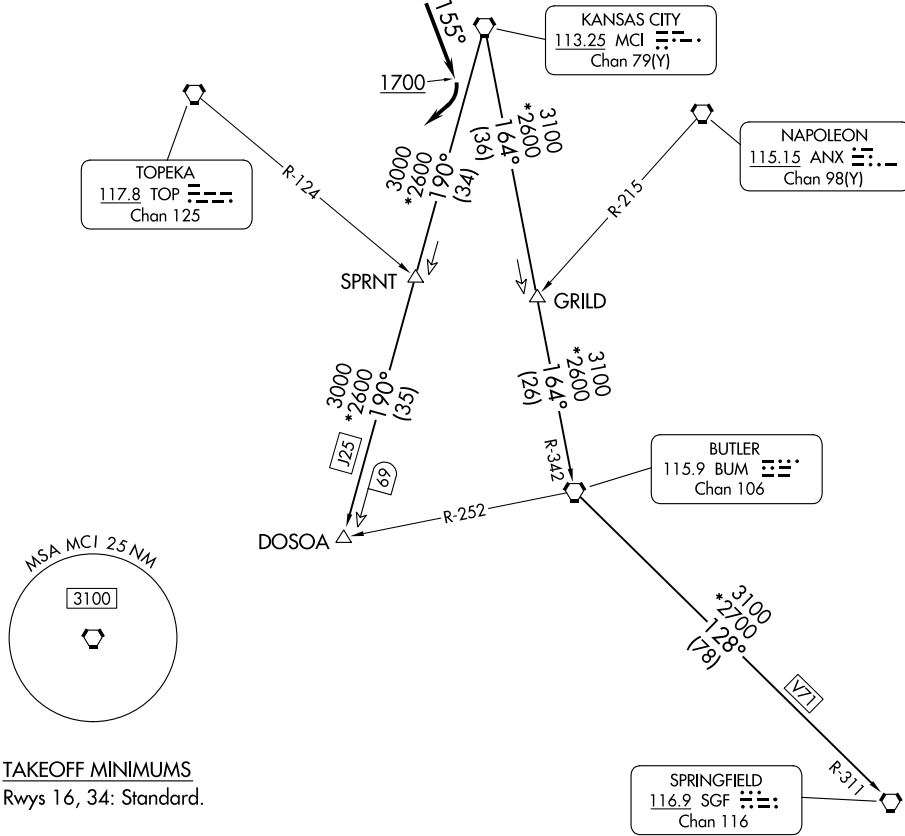 155°
KANSAS CITY
113.25 MCI
Chan 79(Y)
1700
TOPEKA
117.8 TOP
Chan 125
R-124
3000
*2600
190°
(34)
3100
*2600
164°
(36)
NAPOLEON
115.15 ANX
Chan 98(Y)
R-215
SPRNT
GRILD
3000
*2600
190°
(35)
J25
69
3100
*2600
164°
(26)
R-342
BUTLER
115.9 BUM
Chan 106
R-252
DOSOA
MSA MCI 25 NM
3100
3100
*2700
128°
(78)
V71
R-311
SPRINGFIELD
116.9 SGF
Chan 116
TAKEOFF MINIMUMS
Rwys 16, 34: Standard.